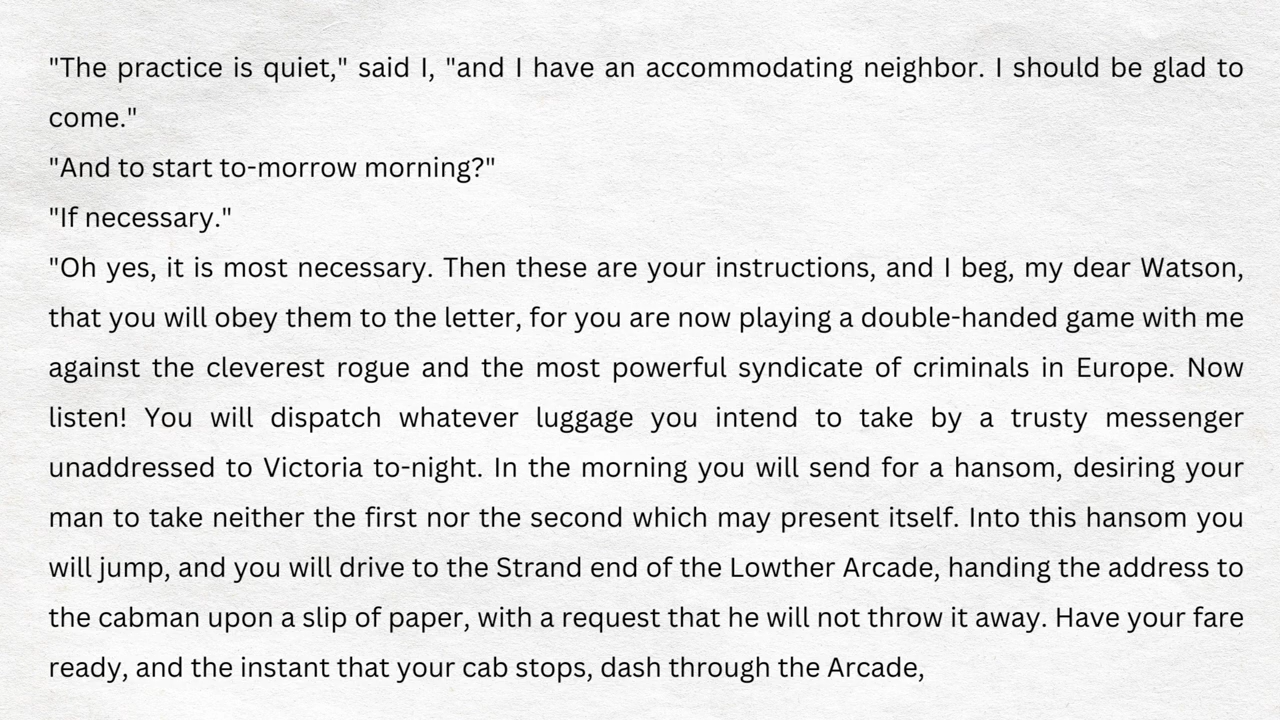 "The practice is quiet," said I, "and I have an accommodating neighbor. I should be glad to
come."
"And to start to-morrow morning?"
"If necessary."
"Oh yes, it is most necessary. Then these are your instructions, and I beg, my dear Watson,
that you will obey them to the letter, for you are now playing a double-handed game with me
against the cleverest rogue and the most powerful syndicate of criminals in Europe. Now
listen! You will dispatch whatever luggage you intend to take by a trusty messenger
unaddressed to Victoria to-night. In the morning you will send for a hansom, desiring your
man to take neither the first nor the second which may present itself. Into this hansom you
will jump, and you will drive to the Strand end of the Lowther Arcade, handing the address to
the cabman upon a slip of paper, with a request that he will not throw it away. Have your fare
ready, and the instant that your cab stops, dash through the Arcade,